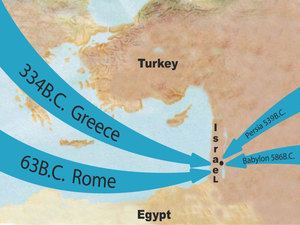 Turkey
334B.C. Greece
Israel
Persia 539B.C.
63B.C. Rome
Babylon 586B.C.
Egypt